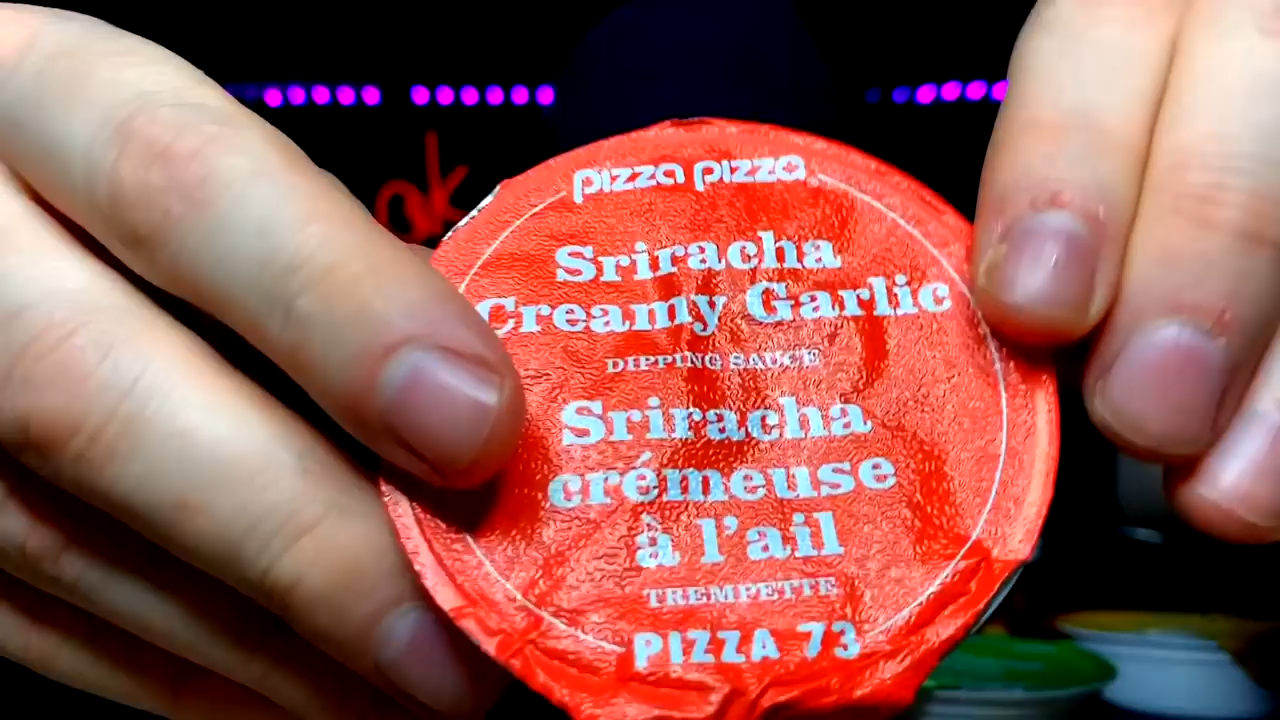 pizza pizza
Sriracha
Creamy Garlic
DIPPING SAUCE
Sriracha
crémeuse
à l'ail
TREMPETTE
PIZZA 73